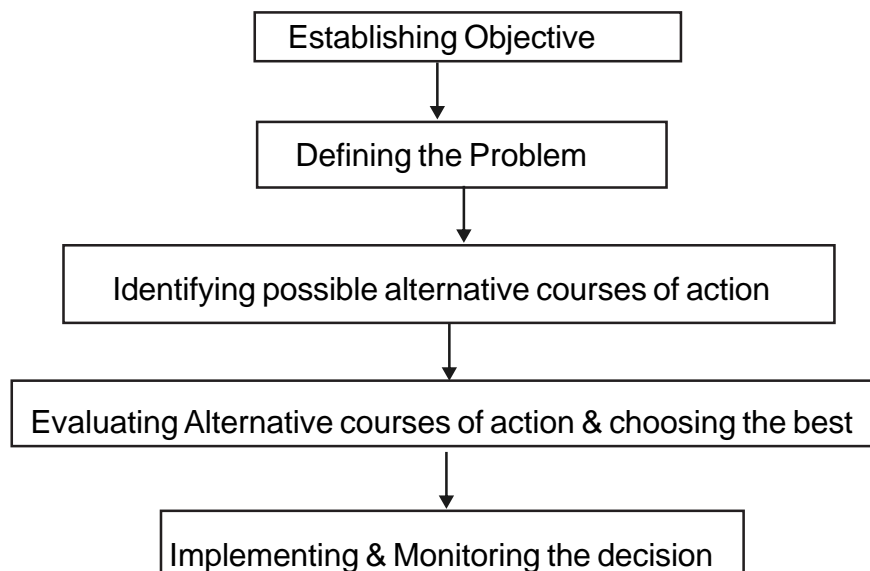 Establishing Objective
Defining the Problem
Identifying possible alternative courses of action
Evaluating Alternative courses of action & choosing the best
Implementing & Monitoring the decision